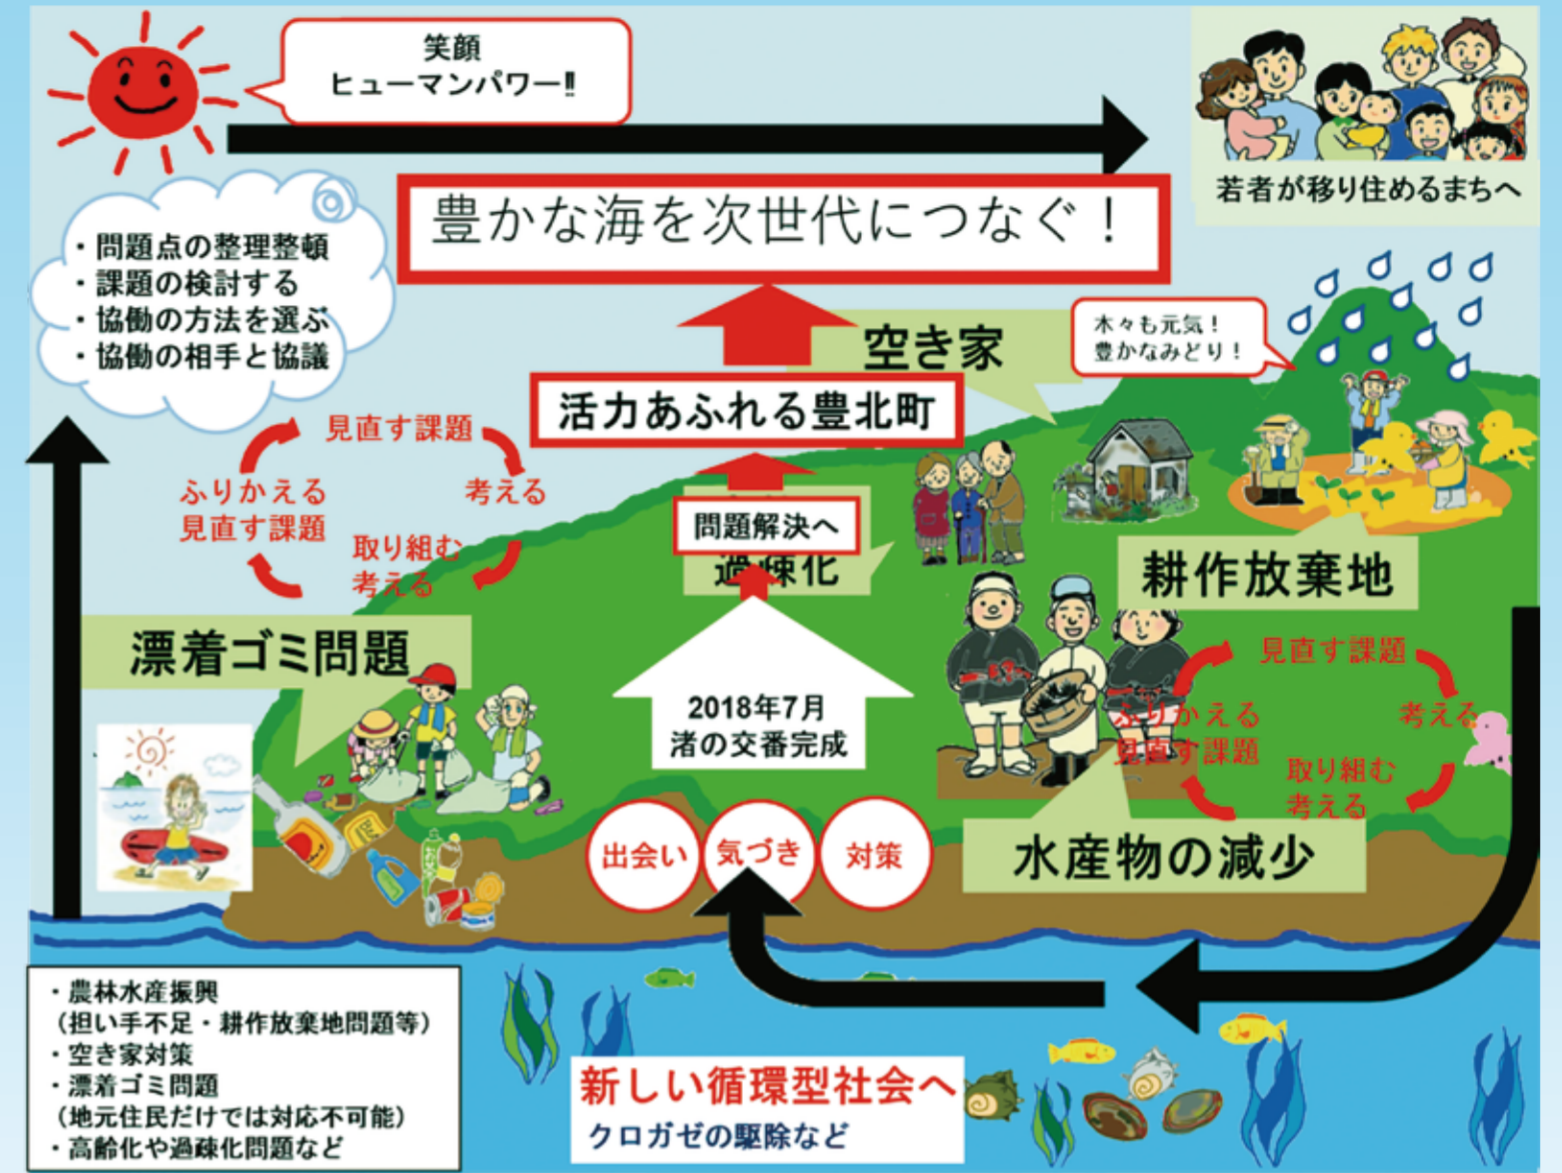 笑顔
ヒューマンパワー!!
若者が移り住めるまちへ
豊かな海を次世代につなぐ！
・問題点の整理整頓
・課題の検討する
・協働の方法を選ぶ
・協働の相手と協議
木々も元気！
豊かなみどり！
空き家
活力あふれる豊北町
見直す課題
考える
ふりかえる
見直す課題
取り組む
考える
問題解決へ
過疎化
耕作放棄地
漂着ゴミ問題
2018年7月
渚の交番完成
見直す課題
考える
ふりかえる
見直す課題
取り組む
考える
出会い
気づき
対策
水産物の減少
・農林水産振興
（担い手不足・耕作放棄地問題等）
・空き家対策
・漂着ゴミ問題
（地元住民だけでは対応不可能）
・高齢化や過疎化問題など
新しい循環型社会へ
クロガゼの駆除など